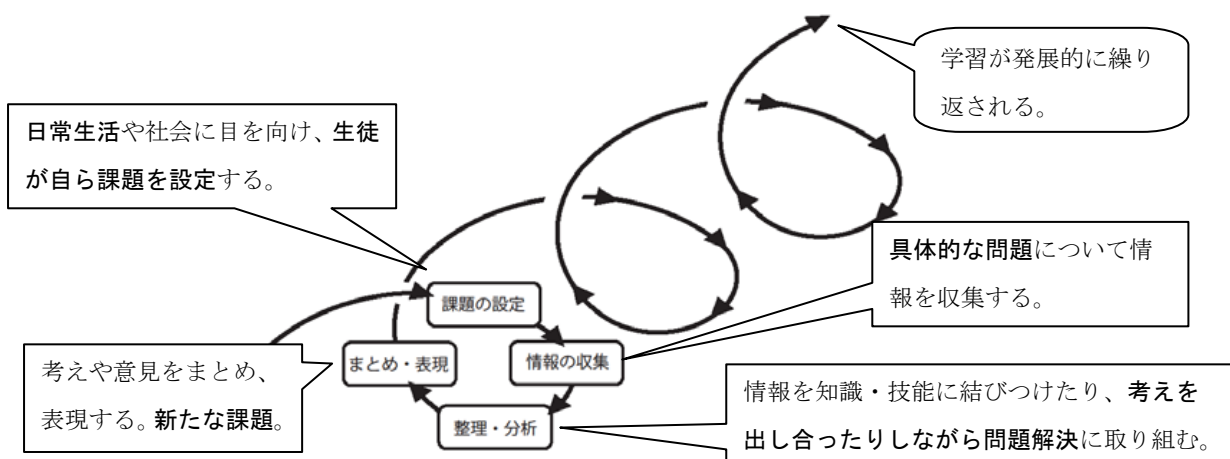 学習が発展的に繰り
返される。
日常生活や社会に目を向け、生徒
が自ら課題を設定する。
具体的な問題について情
報を収集する。
課題の設定
情報の収集
まとめ・表現
整理・分析
考えや意見をまとめ、
表現する。新たな課題。
情報を知識・技能に結びつけたり、考えを
出し合ったりしながら問題解決に取り組む。